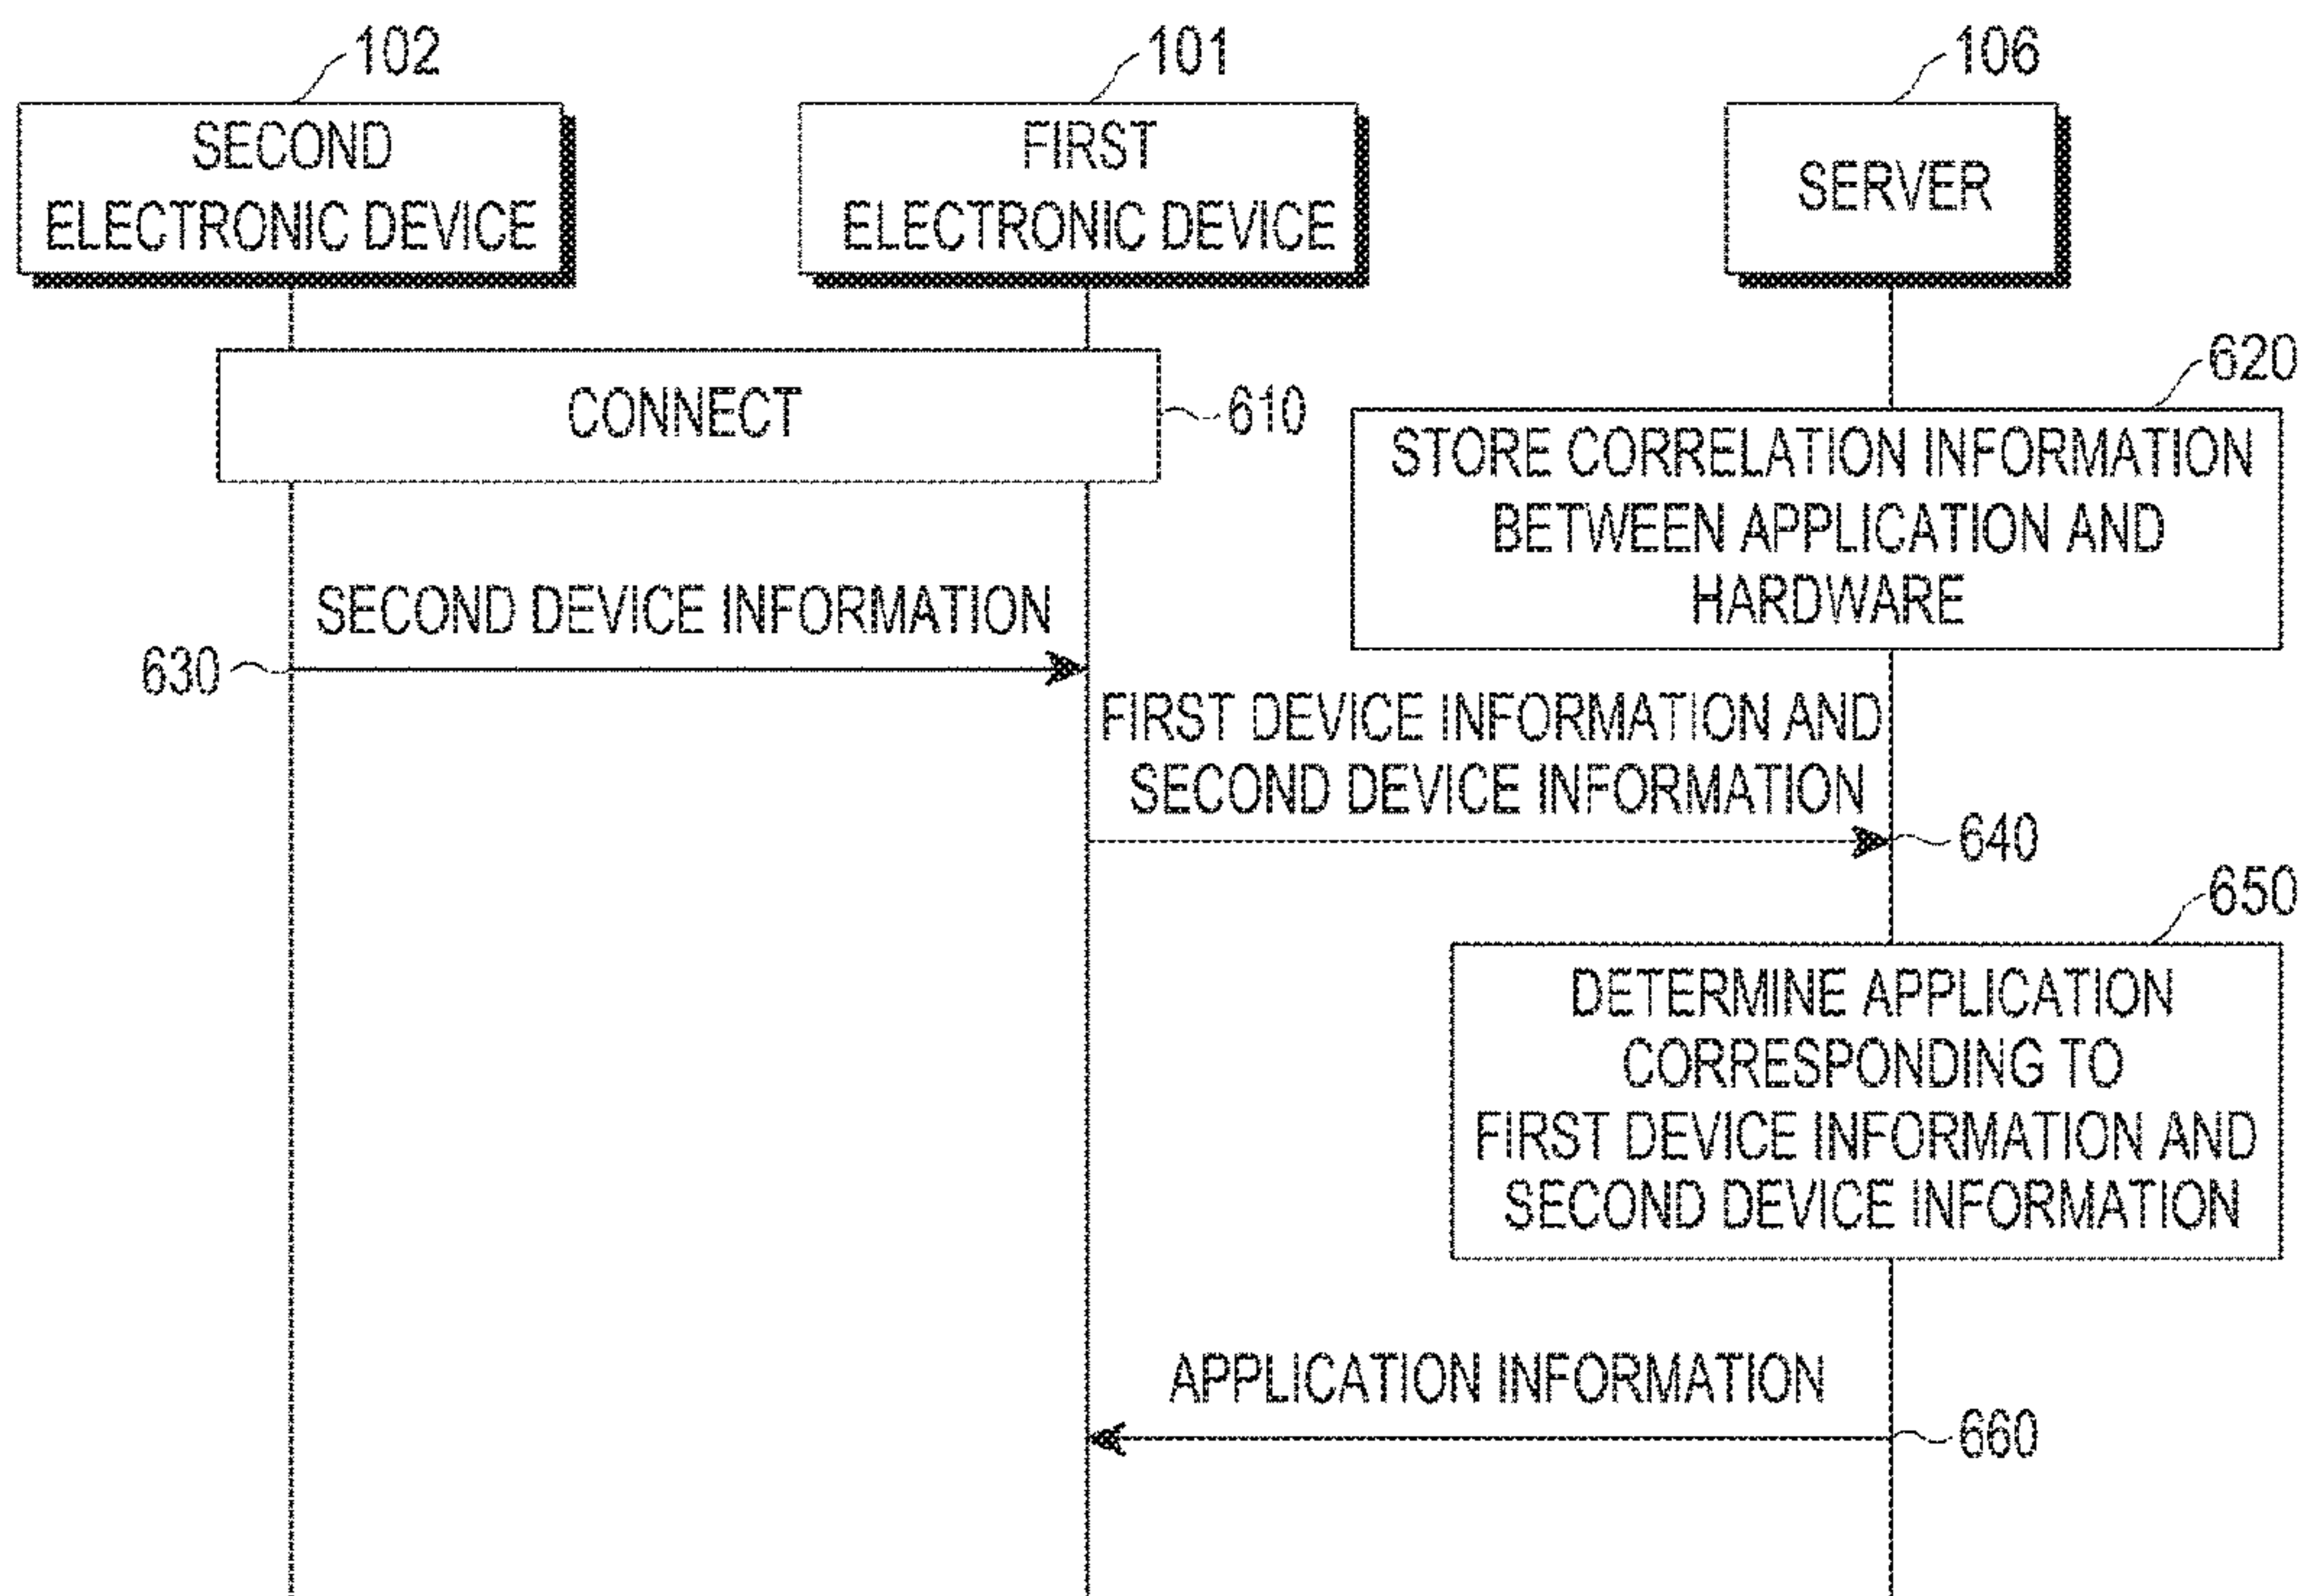 102
101
106
SECOND
ELECTRONIC DEVICE
FIRST
ELECTRONIC DEVICE
SERVER
CONNECT
610
620
STORE CORRELATION INFORMATION
BETWEEN APPLICATION AND
HARDWARE
SECOND DEVICE INFORMATION
630
FIRST DEVICE INFORMATION AND
SECOND DEVICE INFORMATION
640
650
DETERMINE APPLICATION
CORRESPONDING TO
FIRST DEVICE INFORMATION AND
SECOND DEVICE INFORMATION
APPLICATION INFORMATION
660